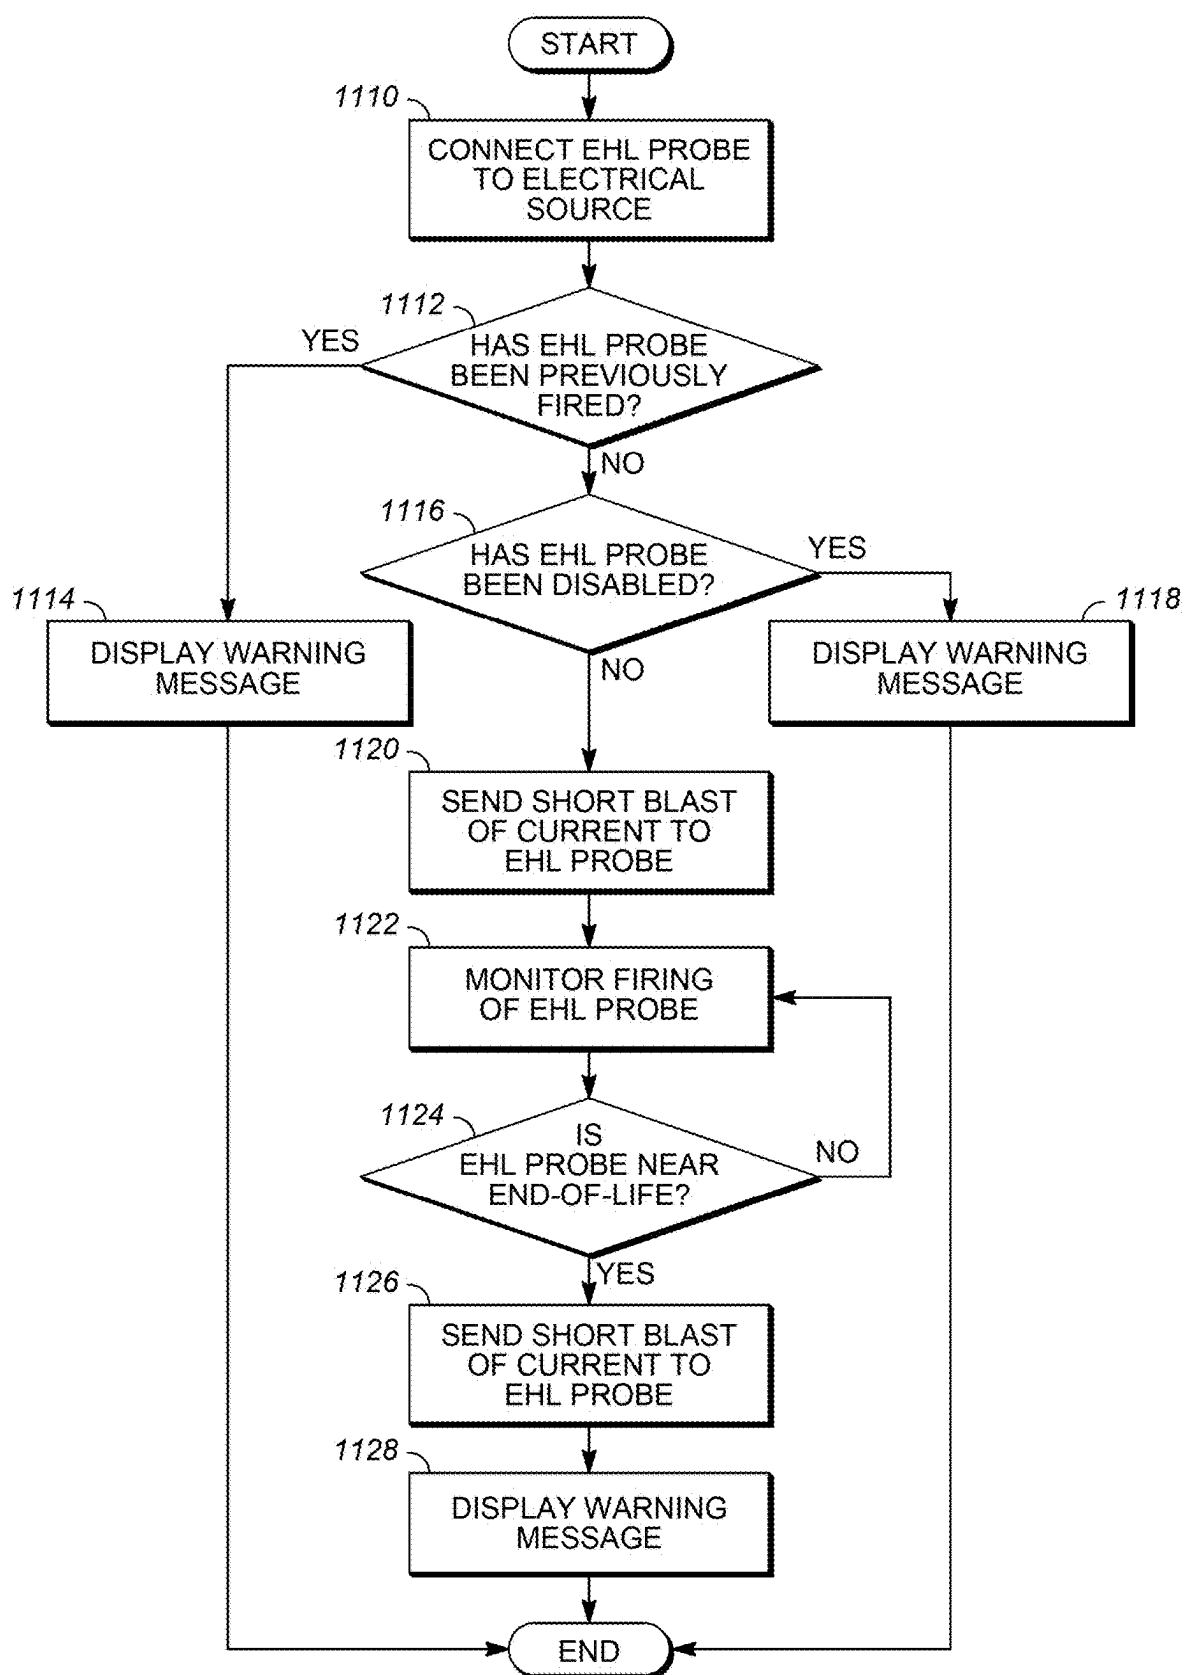 START
1110
CONNECT EHL PROBE
TO ELECTRICAL
SOURCE
1112
YES
HAS EHL PROBE
BEEN PREVIOUSLY
FIRED?
NO
1116
HAS EHL PROBE
BEEN DISABLED?
YES
NO
1114
DISPLAY WARNING
MESSAGE
1118
DISPLAY WARNING
MESSAGE
1120
SEND SHORT BLAST
OF CURRENT TO
EHL PROBE
1122
MONITOR FIRING
OF EHL PROBE
1124
IS
EHL PROBE NEAR
END-OF-LIFE?
NO
YES
1126
SEND SHORT BLAST
OF CURRENT TO
EHL PROBE
1128
DISPLAY WARNING
MESSAGE
END